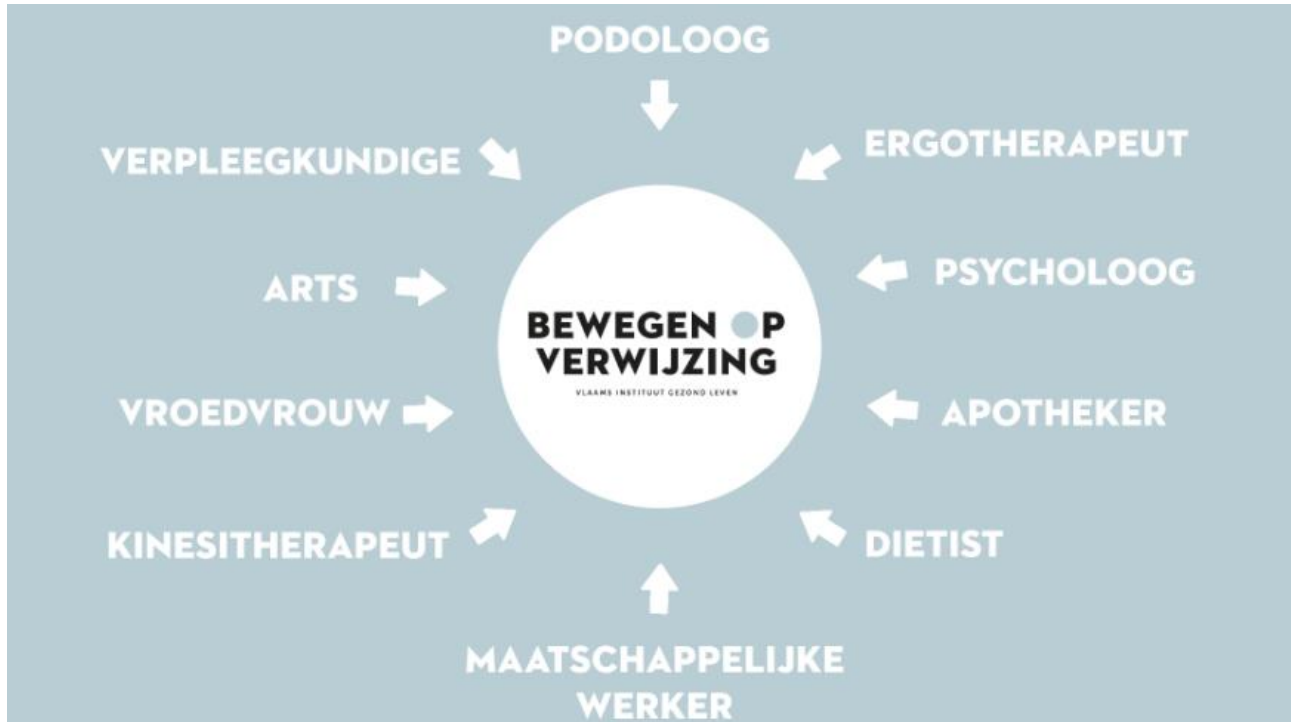 PODOLOOG
VERPLEEGKUNDIGE
ERGOTHERAPEUT
ARTS
PSYCHOLOOG
BEWEGEN OP
VERWIJZING
VLAAMS INSTITUUT GEZOND LEVEN
VROEDVROUW
APOTHEKER
KINESITHERAPEUT
DIETIST
MAATSCHAPPELIJKE
WERKER